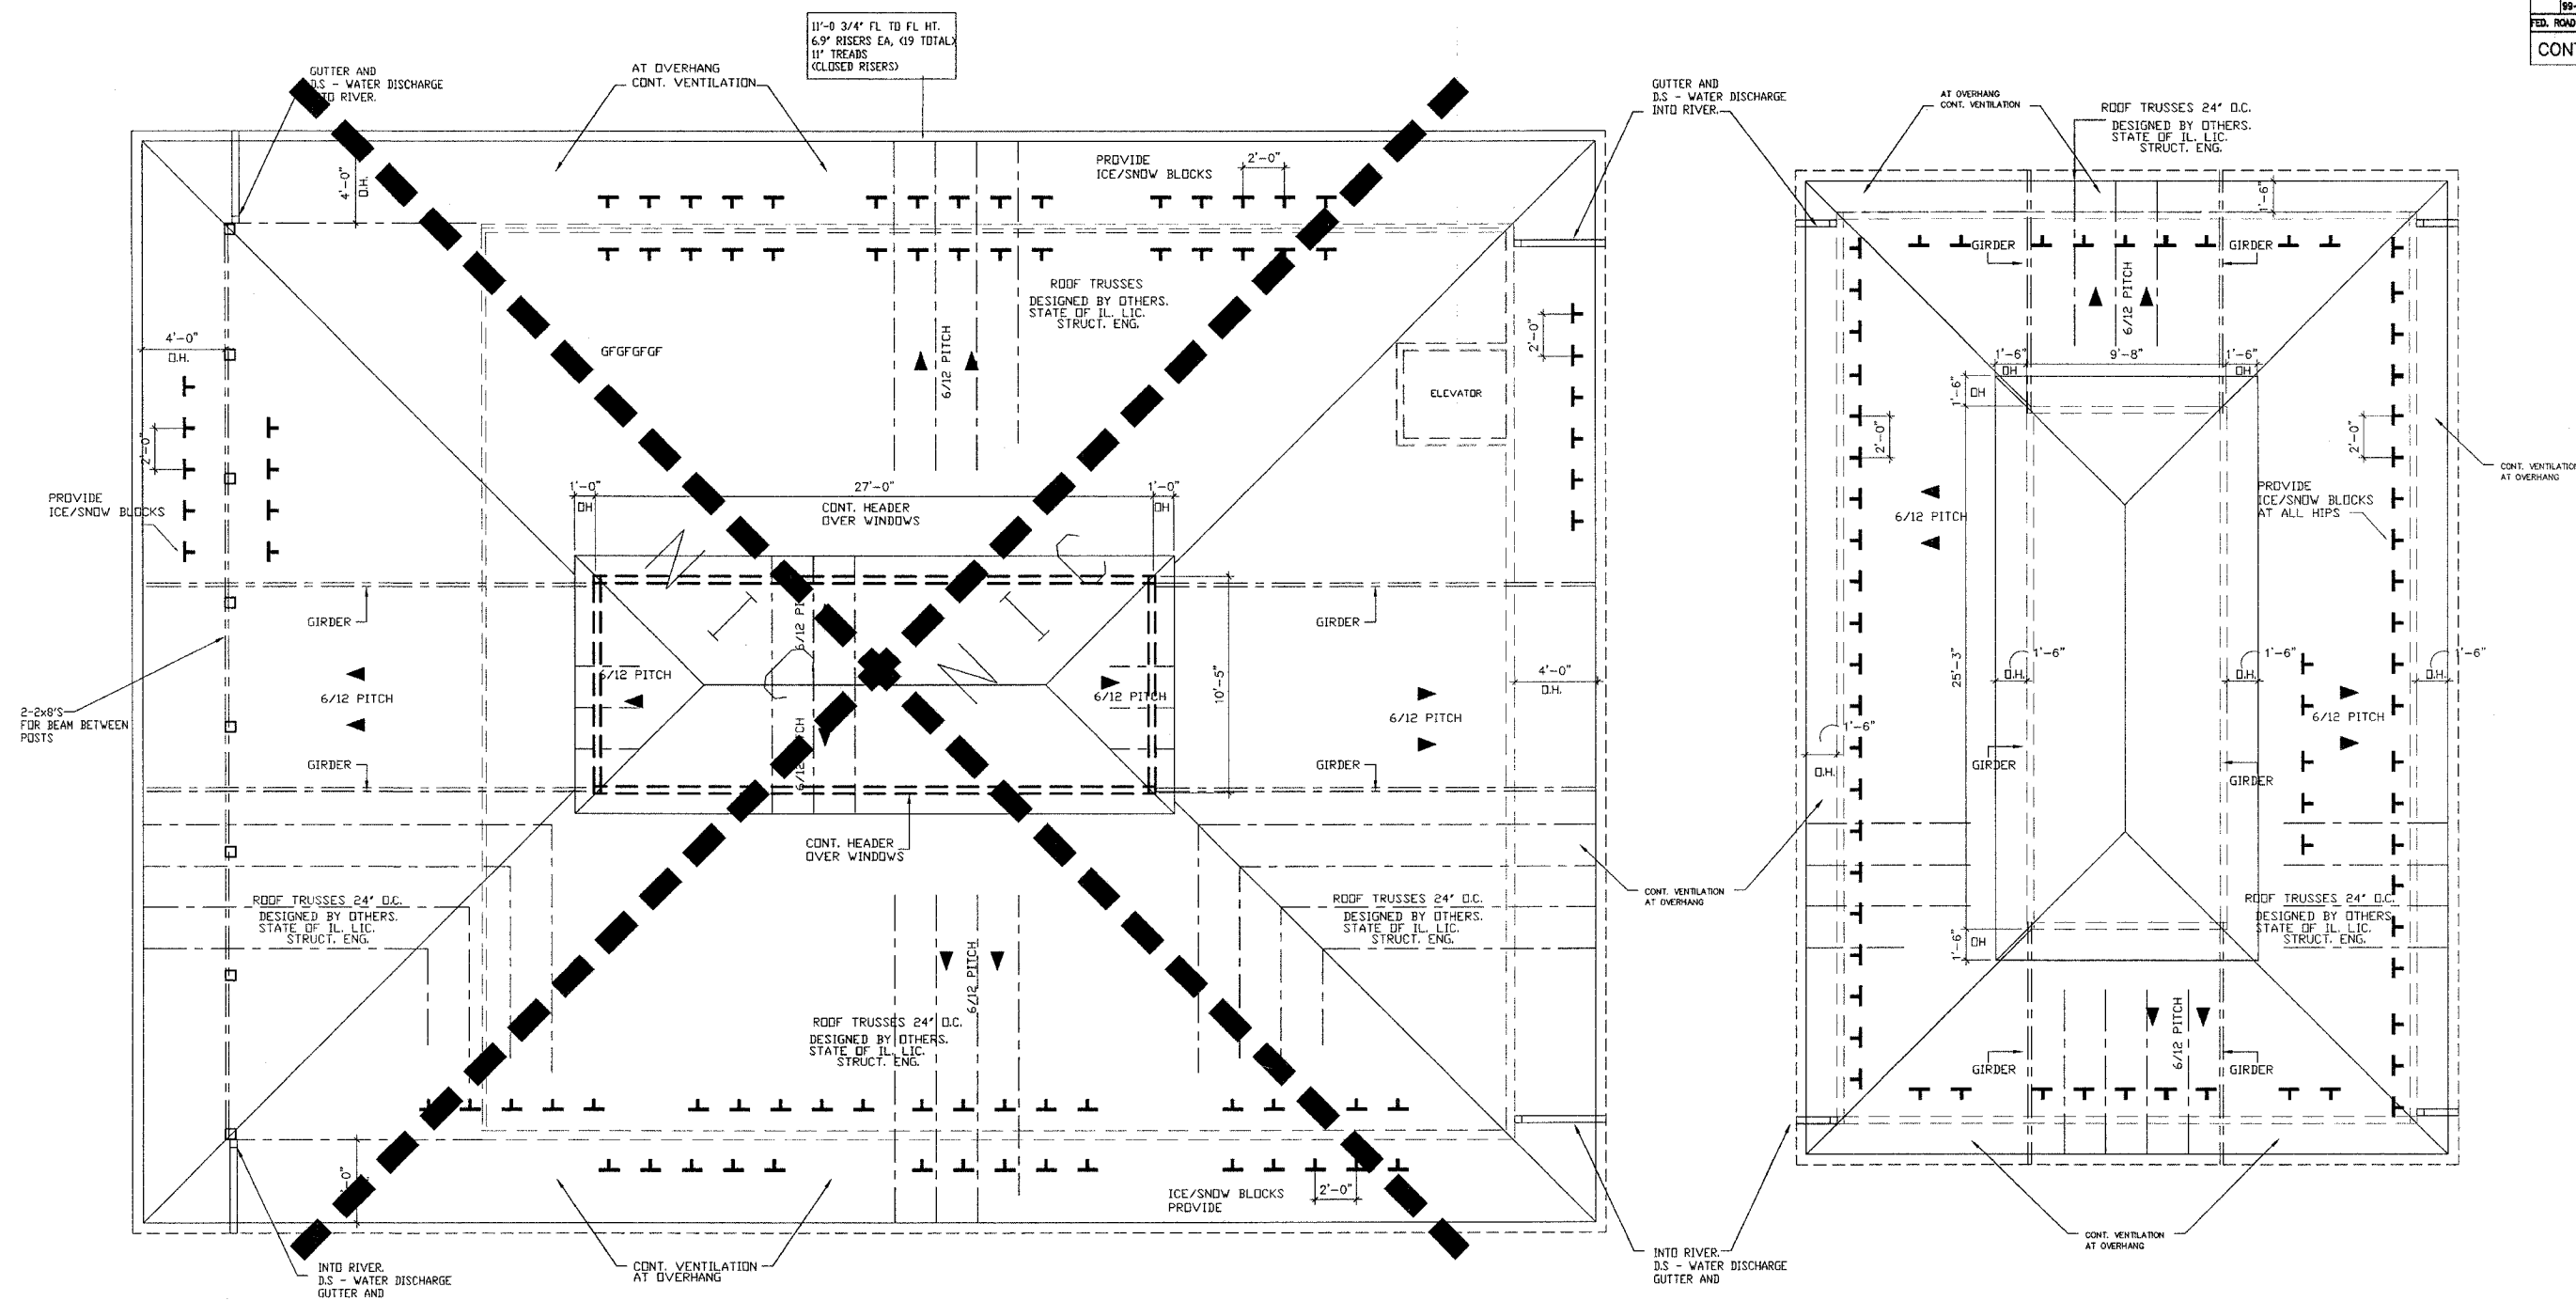 99-
FED. ROAD
CONT
11'-0 3/4" FL TO FL HT.
6.9" RISERS EA, (19 TOTAL)
11" TREADS
(CLOSED RISERS)
GUTTER AND
D.S - WATER DISCHARGE
INTO RIVER.
AT OVERHANG
CONT. VENTILATION
4'-0"
O.H.
PROVIDE
ICE/SNOW BLOCKS
2'-0"
GUTTER AND
D.S - WATER DISCHARGE
INTO RIVER.
ROOF TRUSSES
DESIGNED BY OTHERS.
STATE OF IL. LIC.
STRUCT. ENG.
6/12 PITCH
GFGFGFGF
4'-0"
O.H.
2'-0"
ELEVATOR
2'-0"
PROVIDE
ICE/SNOW BLOCKS
1'-0"
OH
27'-0"
1'-0"
OH
CONT. HEADER
OVER WINDOWS
N
C
I
I
C
N
GIRDER
GIRDER
6/12 PI
6/12 PITCH
6/12 PITCH
6/12 PITCH
10'-5"
4'-0"
O.H.
6/12 PITCH
2-2x8'S
FOR BEAM BETWEEN
POSTS
GIRDER
GIRDER
CONT. HEADER
OVER WINDOWS
ROOF TRUSSES 24" O.C.
DESIGNED BY OTHERS.
STATE OF IL. LIC.
STRUCT. ENG.
ROOF TRUSSES 24" O.C.
DESIGNED BY OTHERS.
STATE OF IL. LIC.
STRUCT. ENG.
6/12 PITCH
ROOF TRUSSES 24" O.C.
DESIGNED BY OTHERS.
STATE OF IL. LIC.
STRUCT. ENG.
CONT. VENTILATION
AT OVERHANG
ICE/SNOW BLOCKS
PROVIDE
2'-0"
INTO RIVER.
D.S - WATER DISCHARGE
GUTTER AND
CONT. VENTILATION
AT OVERHANG
INTO RIVER.
D.S - WATER DISCHARGE
GUTTER AND
AT OVERHANG
CONT. VENTILATION
ROOF TRUSSES 24" O.C.
DESIGNED BY OTHERS.
STATE OF IL. LIC.
STRUCT. ENG.
1'-6"
GIRDER
GIRDER
6/12 PITCH
1'-6"
OH
9'-8"
1'-6"
OH
1'-6"
OH
2'-0"
2'-0"
CONT. VENTILATION
AT OVERHANG
PROVIDE
ICE/SNOW BLOCKS
AT ALL HIPS
6/12 PITCH
25'-3"
1'-6"
O.H.
1'-6"
O.H.
1'-6"
O.H.
6/12 PITCH
1'-6"
O.H.
GIRDER
GIRDER
ROOF TRUSSES 24" O.C.
DESIGNED BY OTHERS.
STATE OF IL. LIC.
STRUCT. ENG.
1'-6"
OH
6/12 PITCH
GIRDER
GIRDER
CONT. VENTILATION
AT OVERHANG